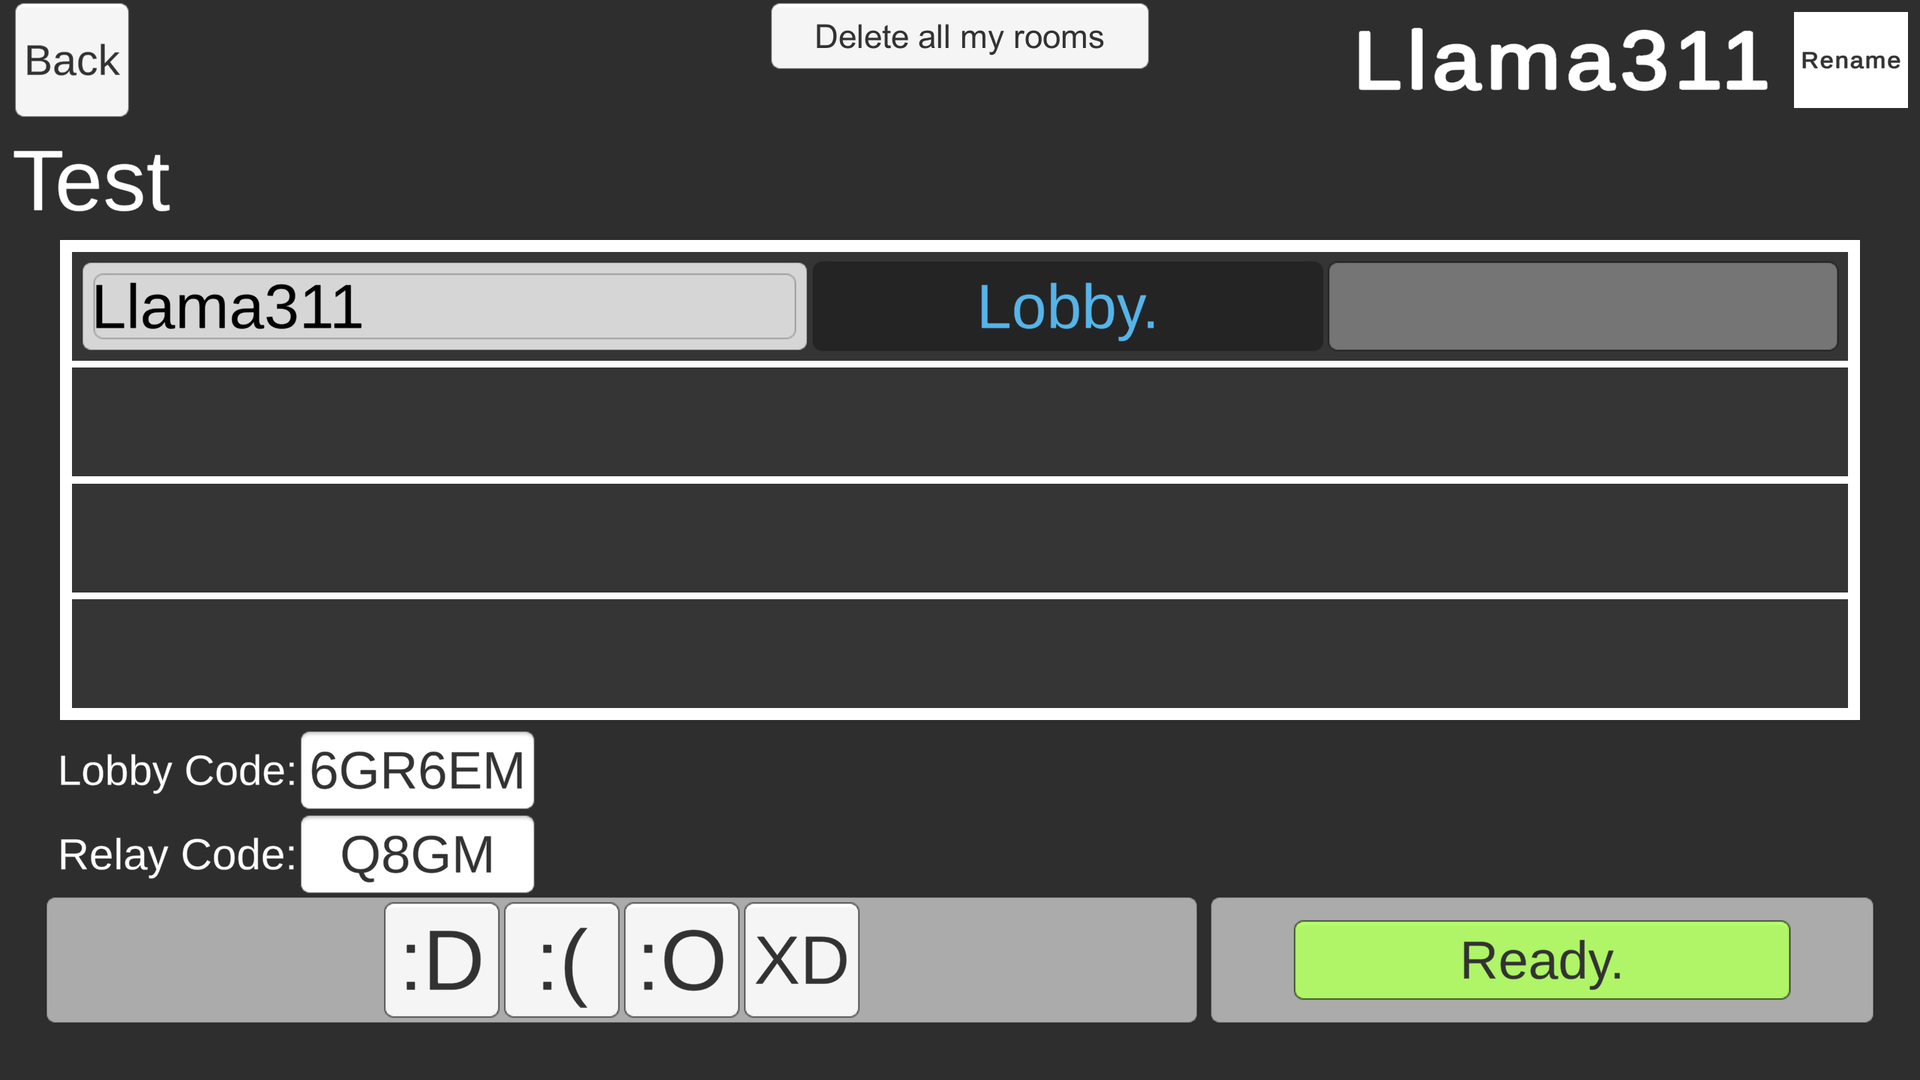 Back
Delete all my rooms
Llama311
Rename
Test
Llama311
Lobby.
Lobby Code: 6GR6EM
Relay Code: Q8GM
:D :( :O XD
Ready.